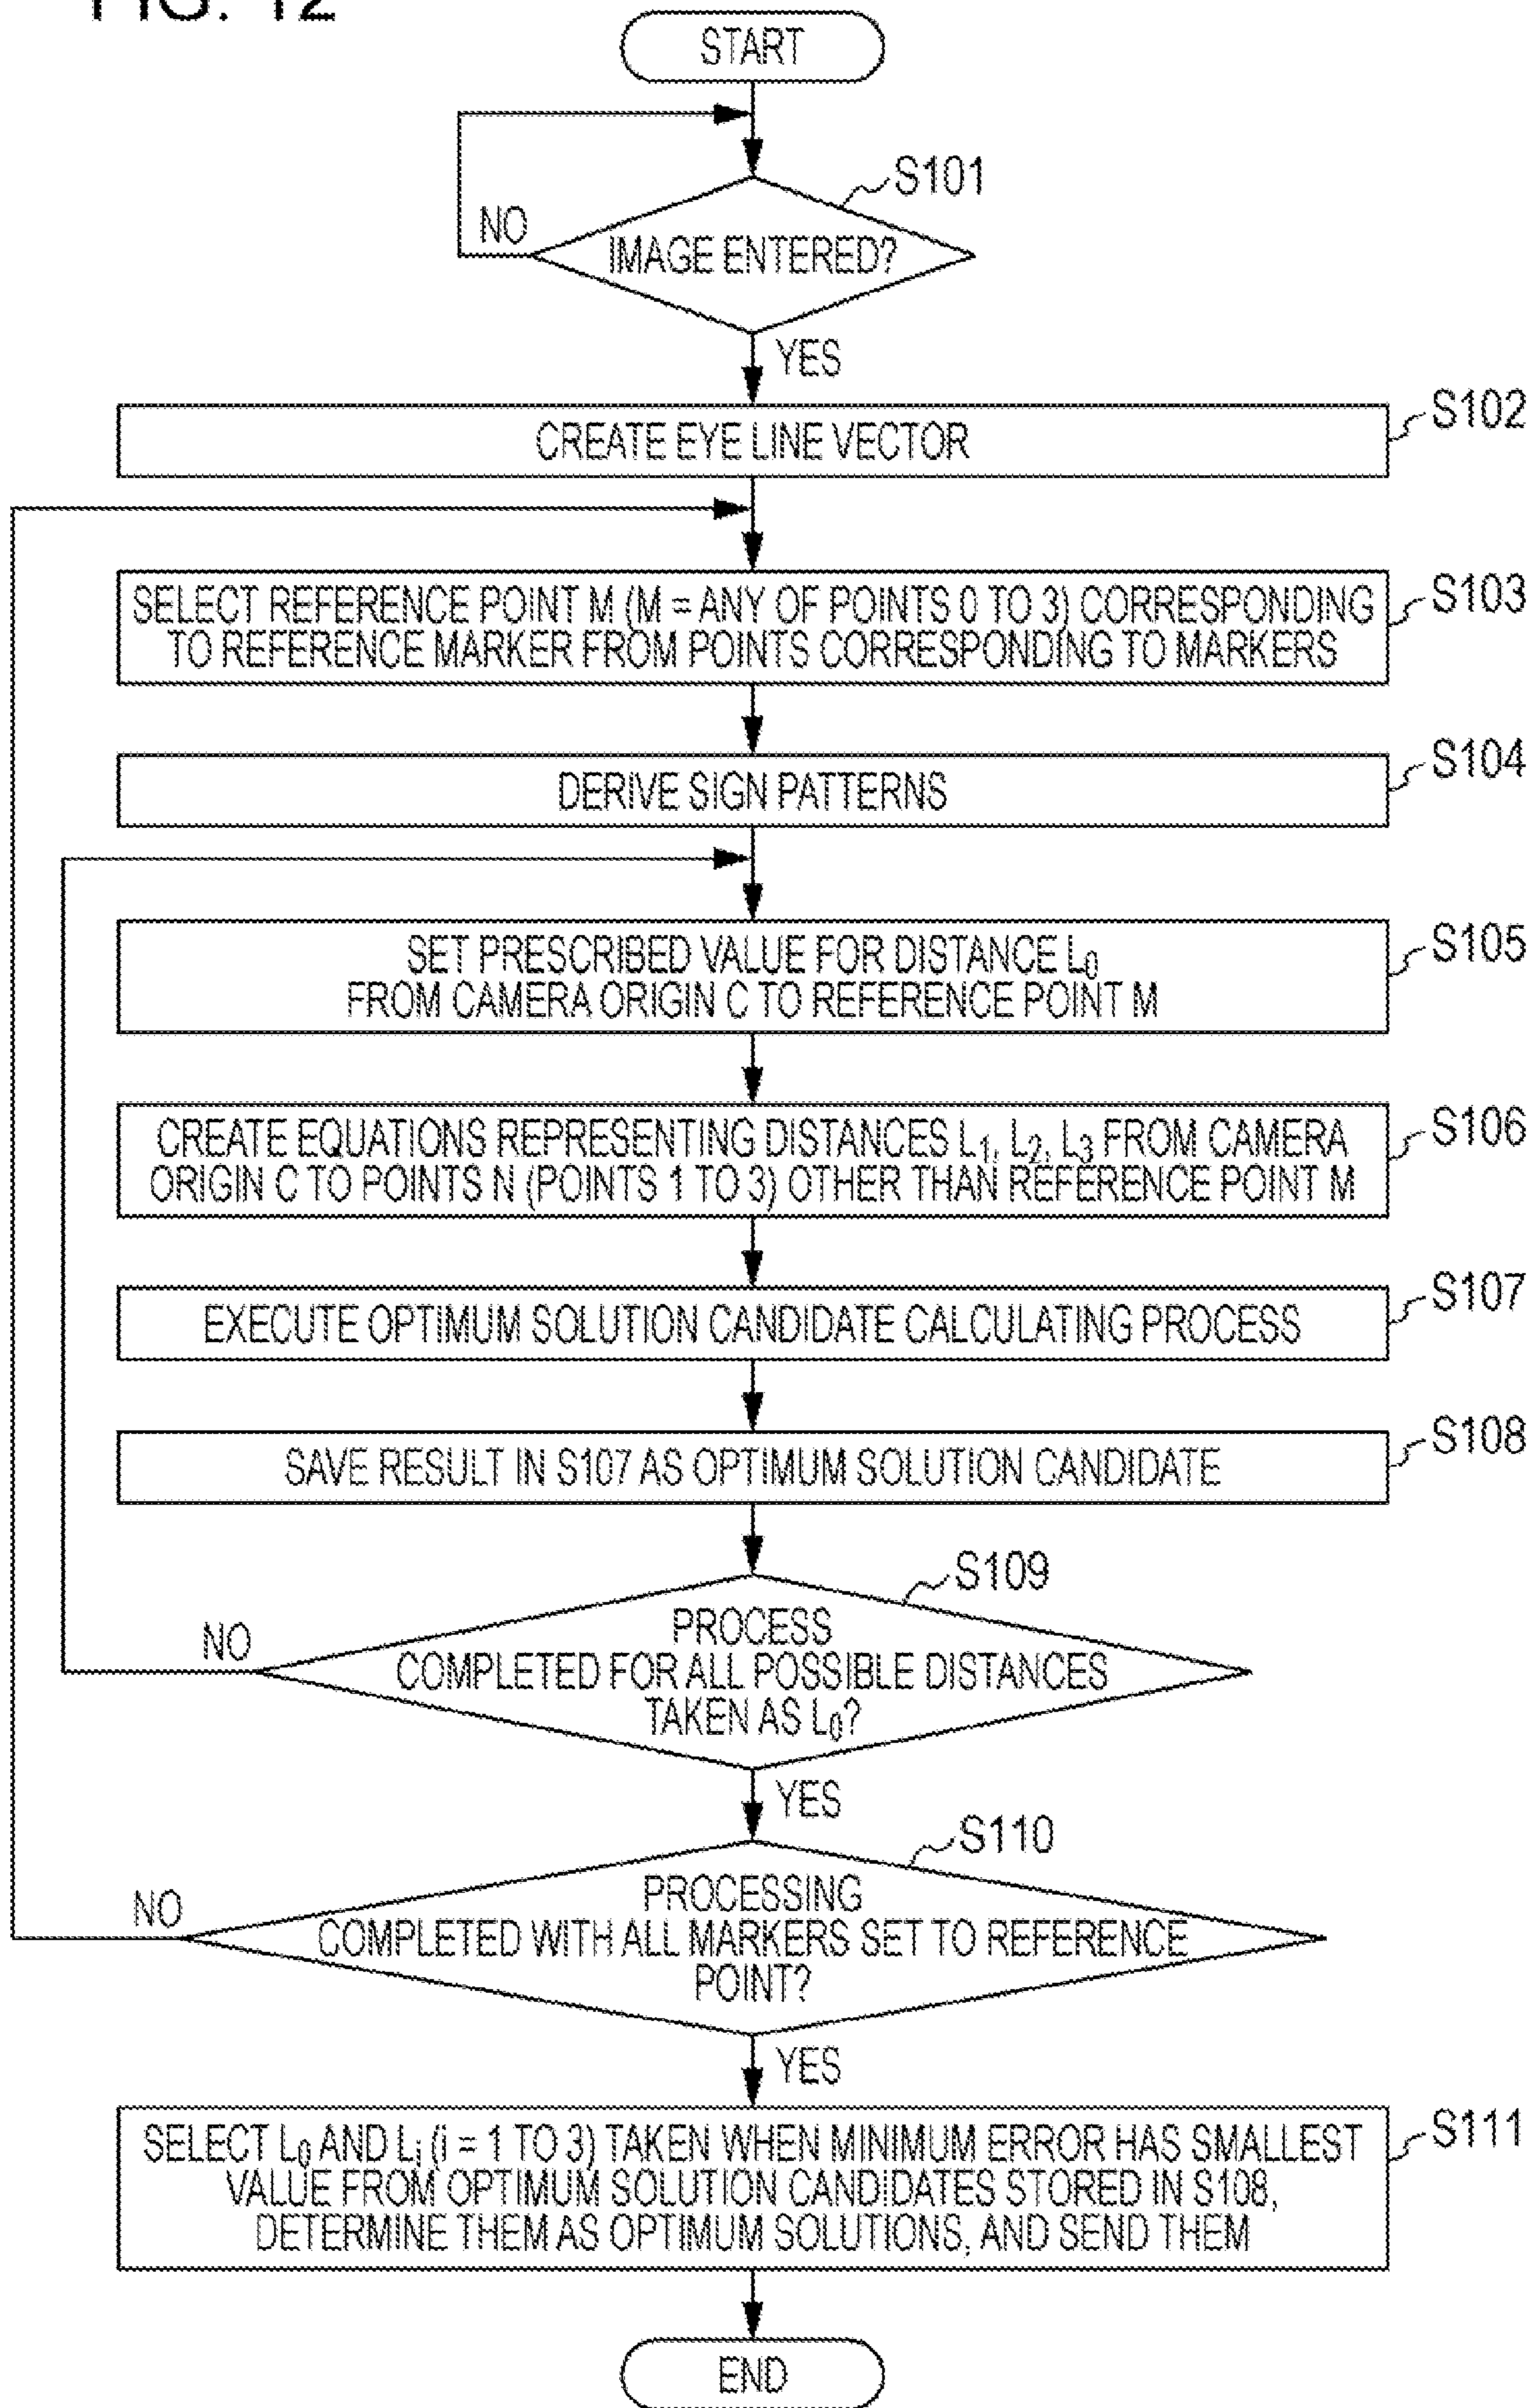 FIG. 12
START
S101
NO
IMAGE ENTERED?
YES
S102
CREATE EYE LINE VECTOR
S103
SELECT REFERENCE POINT M (M = ANY OF POINTS 0 TO 3) CORRESPONDING
TO REFERENCE MARKER FROM POINTS CORRESPONDING TO MARKERS
S104
DERIVE SIGN PATTERNS
S105
SET PRESCRIBED VALUE FOR DISTANCE L₀
FROM CAMERA ORIGIN C TO REFERENCE POINT M
S106
CREATE EQUATIONS REPRESENTING DISTANCES L₁, L₂, L₃ FROM CAMERA
ORIGIN C TO POINTS N (POINTS 1 TO 3) OTHER THAN REFERENCE POINT M
S107
EXECUTE OPTIMUM SOLUTION CANDIDATE CALCULATING PROCESS
S108
SAVE RESULT IN S107 AS OPTIMUM SOLUTION CANDIDATE
S109
NO
PROCESS
COMPLETED FOR ALL POSSIBLE DISTANCES
TAKEN AS L₀?
YES
S110
NO
PROCESSING
COMPLETED WITH ALL MARKERS SET TO REFERENCE
POINT?
YES
S111
SELECT L₀ AND Lᵢ (i = 1 TO 3) TAKEN WHEN MINIMUM ERROR HAS SMALLEST
VALUE FROM OPTIMUM SOLUTION CANDIDATES STORED IN S108,
DETERMINE THEM AS OPTIMUM SOLUTIONS, AND SEND THEM
END